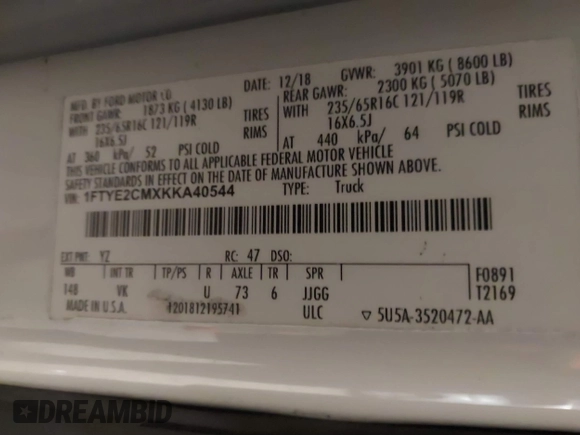 MFD. BY FORD MOTOR CO. DATE: 12/18 GVWR: 3901 KG ( 8600 LB)
FRONT GAWR: 1873 KG ( 4130 LB) REAR GAWR: 2300 KG ( 5070 LB)
WITH 235/65R16C 121/119R TIRES WITH 235/65R16C 121/119R TIRES
16X6.5J RIMS 16X6.5J RIMS
AT 360 kPa/ 52 PSI COLD AT 440 kPa/ 64 PSI COLD
THIS VEHICLE CONFORMS TO ALL APPLICABLE FEDERAL MOTOR VEHICLE
SAFETY STANDARDS IN EFFECT ON THE DATE OF MANUFACTURE SHOWN ABOVE.
VIN: 1FTYE2CMXKKA40544 TYPE: Truck
EXT PNT: YZ RC: 47 DSO:
WB INT TR TP/PS R AXLE TR SPR F0891
148 VK U 73 6 JJGG T2169
MADE IN U.S.A. 1201812195741 ULC ▽ 5U5A-3520472-AA
DREAMBID